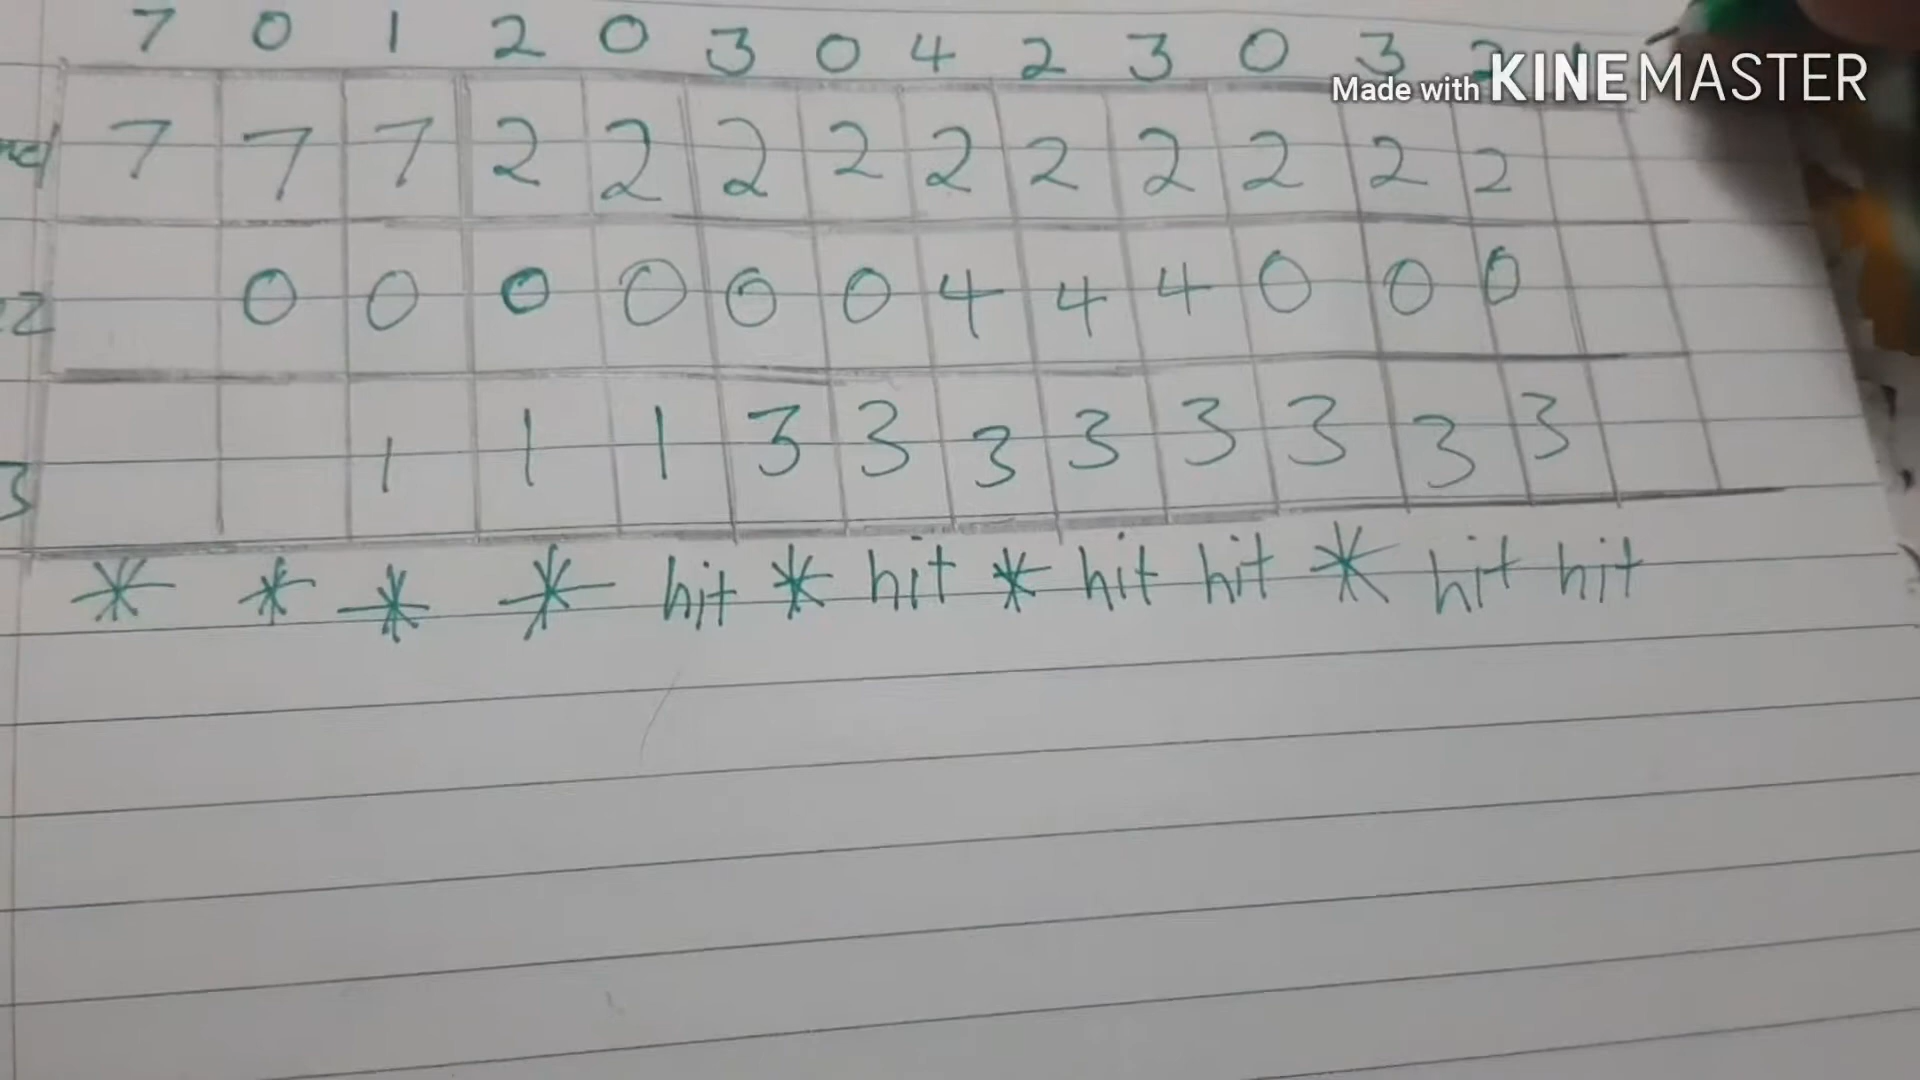 7 0 1 2 0 3 0 4 2 3 0 3 2
Made with KINEMASTER
7 7 7 2 2 2 2 2 2 2 2 2 2
2 0 0 0 0 0 0 4 4 4 0 0 0
3 1 1 1 3 3 3 3 3 3 3 3
* * * * hit * hit * hit hit * hit hit